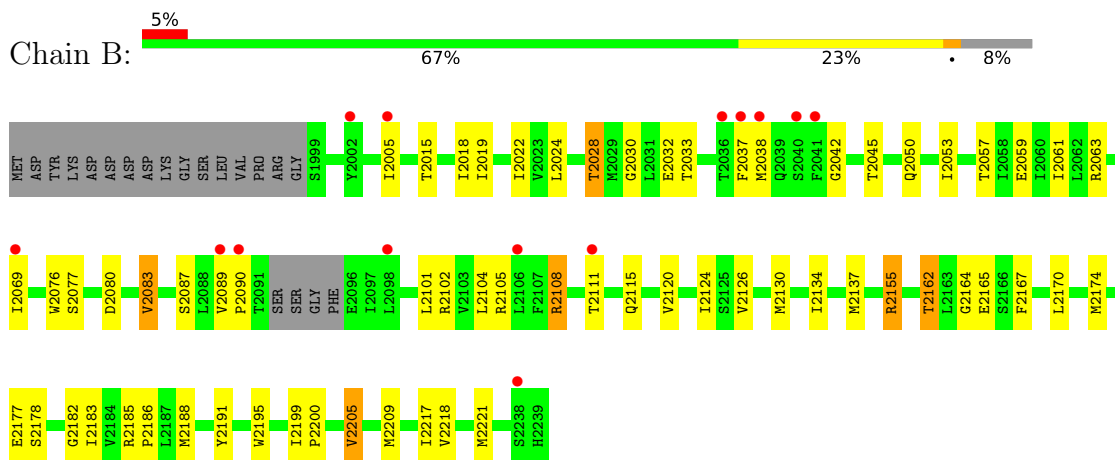 5%
Chain B:
67% 23% • 8%
MET ASP TYR LYS ASP ASP ASP ASP LYS GLY SER LEU VAL PRO ARG GLY S1999 Y2002 I2005 T2015 I2018 I2019 I2022 V2023 L2024 T2028 M2029 G2030 L2031 E2032 T2033 T2036 F2037 M2038 Q2039 S2040 F2041 G2042 T2045 Q2050 I2053 T2057 I2058 E2059 I2060 I2061 L2062 R2063
I2069 W2076 S2077 D2080 V2083 S2087 L2088 V2089 P2090 T2091 SER SER GLY PHE E2096 I2097 L2098 L2101 R2102 V2103 L2104 R2105 L2106 F2107 R2108 T2111 Q2115 V2120 I2124 S2125 V2126 M2130 I2134 M2137 R2155 T2162 L2163 G2164 E2165 S2166 F2167 L2170 M2174
E2177 S2178 G2182 I2183 V2184 R2185 P2186 L2187 M2188 Y2191 W2195 I2199 P2200 V2205 M2209 I2217 V2218 M2221 S2238 H2239